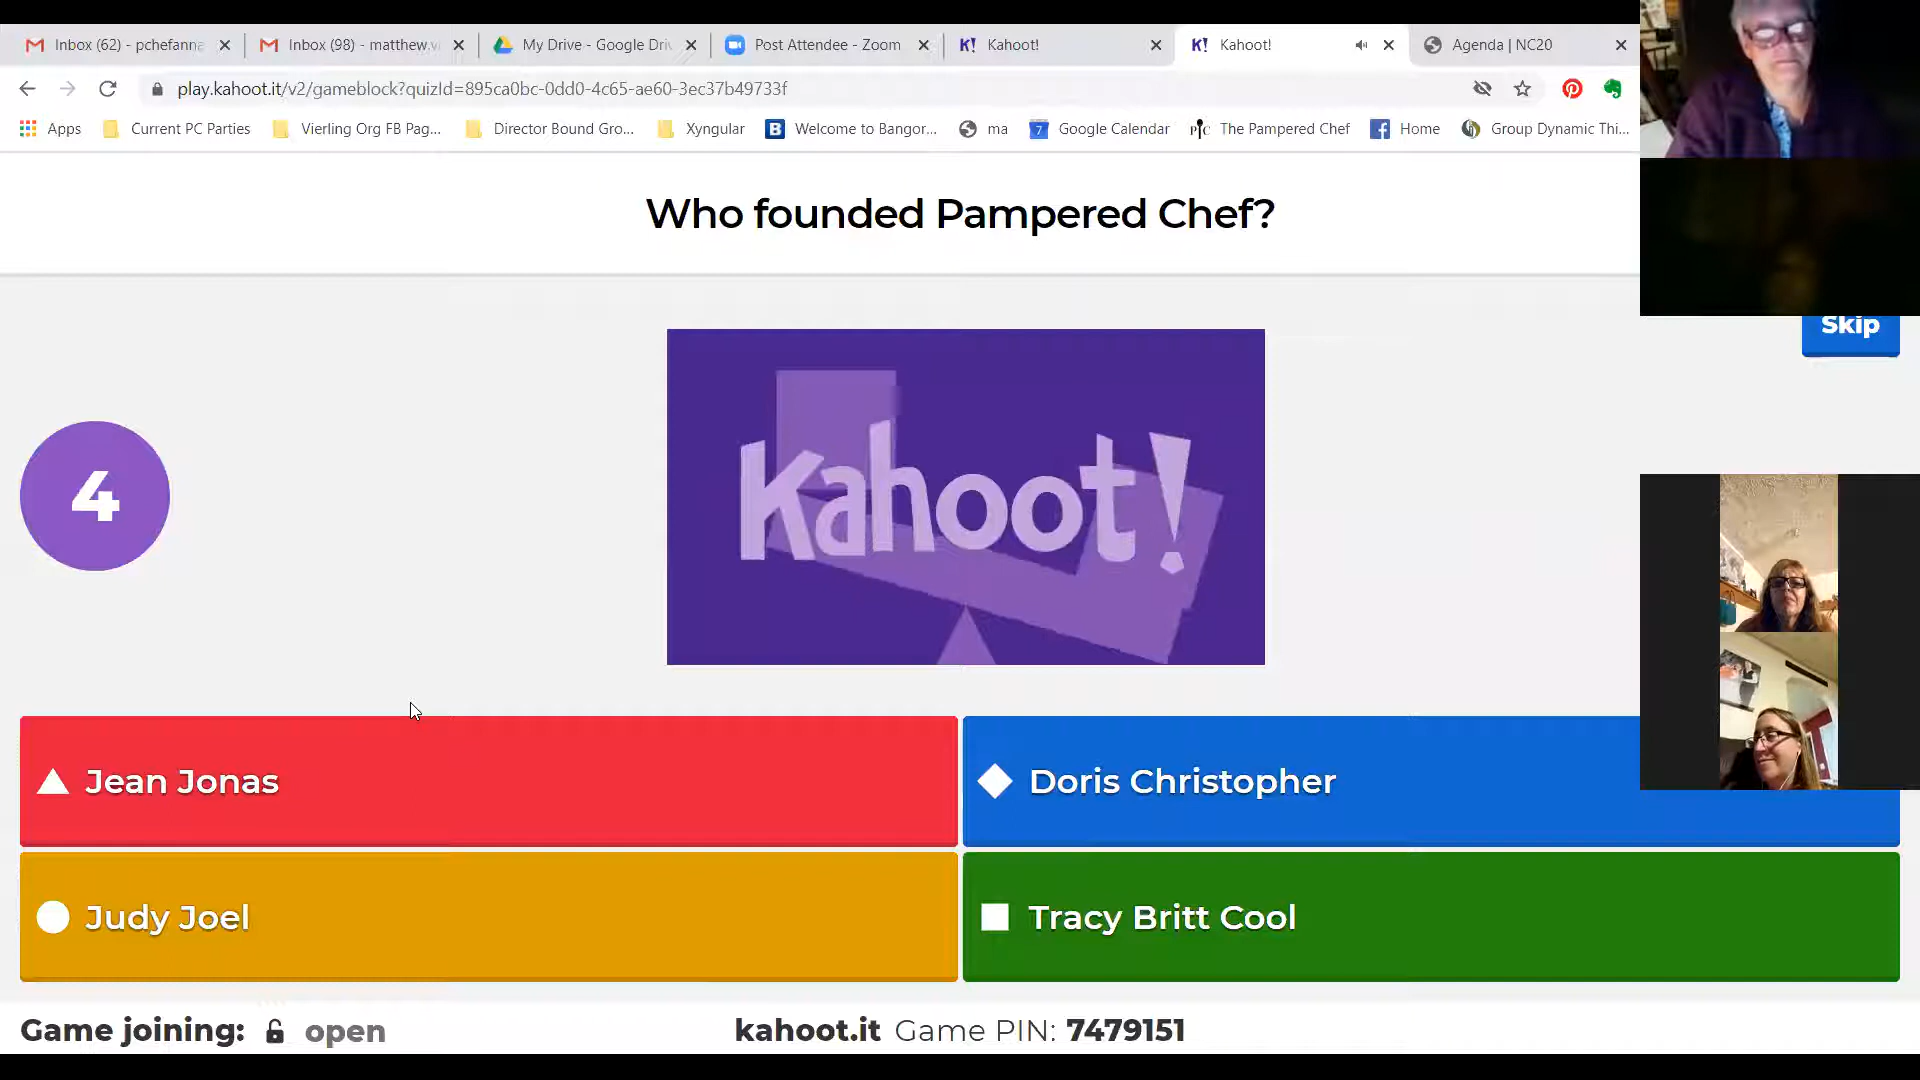 Inbox (62) - pchefanna
Inbox (98) - matthew.v
My Drive - Google Driv
Post Attendee - Zoom
K! Kahoot!
K! Kahoot!
Agenda | NC20
play.kahoot.it/v2/gameblock?quizId=895ca0bc-0dd0-4c65-ae60-3ec37b49733f
Apps
Current PC Parties
Vierling Org FB Pag...
Director Bound Gro...
Xyngular
B Welcome to Bangor...
ma
7 Google Calendar
The Pampered Chef
Home
Group Dynamic Thi...
Who founded Pampered Chef?
Skip
4
Kahoot!
Jean Jonas
Doris Christopher
Judy Joel
Tracy Britt Cool
Game joining: open
kahoot.it Game PIN: 7479151